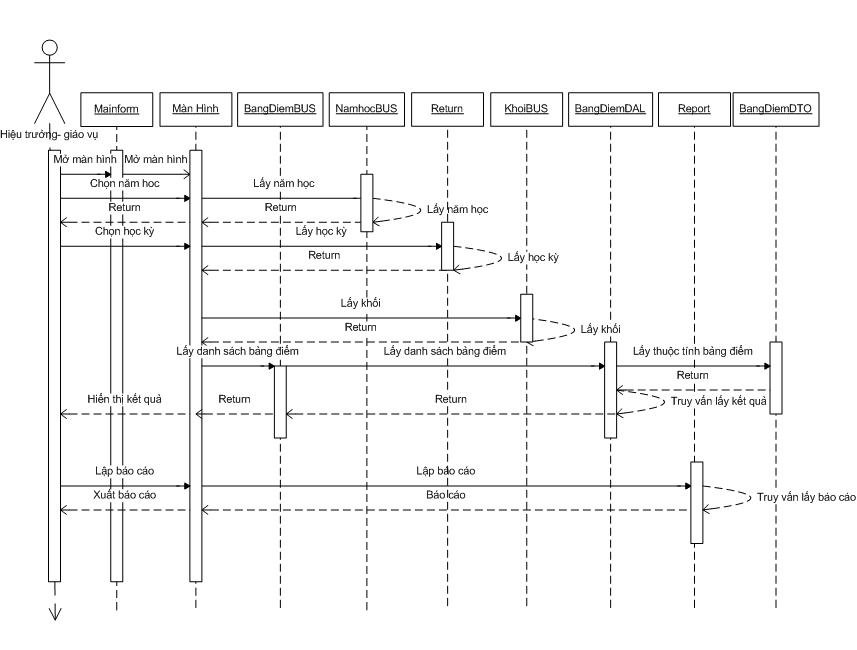 Mainform
Màn Hình
BangDiemBUS
NamhocBUS
Return
KhoiBUS
BangDiemDAL
Report
BangDiemDTO
Hiệu trưởng- giáo vụ
Mở màn hình
Mở màn hình
Chọn năm hoc
Lấy năm học
Return
Return
Lấy năm học
Chọn học kỳ
Lấy học kỳ
Return
Lấy học kỳ
Lấy khối
Return
Lấy khối
Lấy danh sách bảng điểm
Lấy danh sách bảng điểm
Lấy thuộc tính bảng điểm
Return
Hiển thị kết quả
Return
Return
Truy vấn lấy kết quả
Lập báo cáo
Lập báo cáo
Xuất báo cáo
Báo cáo
Truy vấn lấy báo cáo